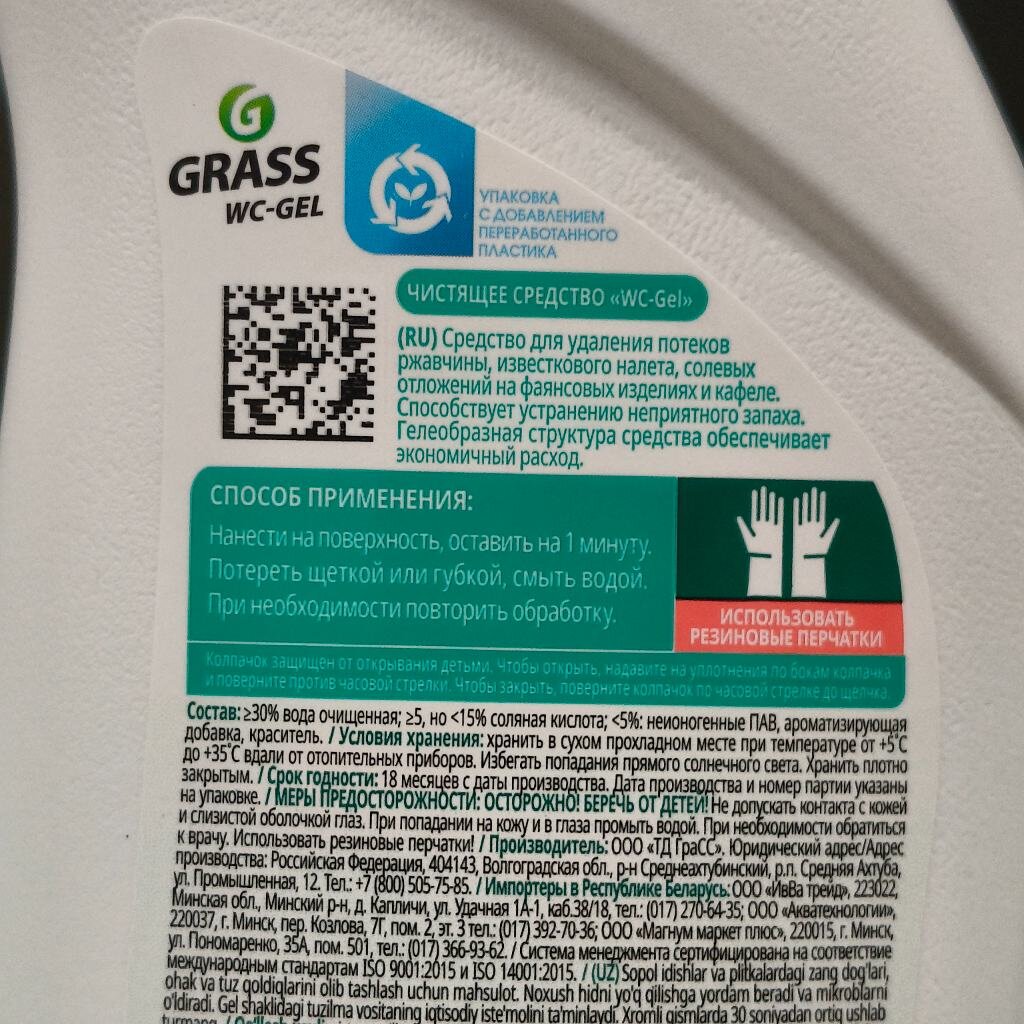 GRASS
WC-GEL
УПАКОВКА
С ДОБАВЛЕНИЕМ
ПЕРЕРАБОТАННОГО
ПЛАСТИКА
ЧИСТЯЩЕЕ СРЕДСТВО «WC-Gel»
(RU) Средство для удаления потеков
ржавчины, известкового налета, солевых
отложений на фаянсовых изделиях и кафеле.
Способствует устранению неприятного запаха.
Гелеобразная структура средства обеспечивает
экономичный расход.
СПОСОБ ПРИМЕНЕНИЯ:
Нанести на поверхность, оставить на 1 минуту.
Потереть щеткой или губкой, смыть водой.
При необходимости повторить обработку.
ИСПОЛЬЗОВАТЬ
РЕЗИНОВЫЕ ПЕРЧАТКИ
Колпачок защищен от открывания детьми. Чтобы открыть, надавите на уплотнения по бокам колпачка
и поверните против часовой стрелки. Чтобы закрыть, поверните колпачок по часовой стрелке до щелчка.
Состав: ≥30% вода очищенная; ≥5, но <15% соляная кислота; <5%: неионогенные ПАВ, ароматизирующая
добавка, краситель. / Условия хранения: хранить в сухом прохладном месте при температуре от +5°С
до +35°С вдали от отопительных приборов. Избегать попадания прямого солнечного света. Хранить плотно
закрытым. / Срок годности: 18 месяцев с даты производства. Дата производства и номер партии указаны
на упаковке. / МЕРЫ ПРЕДОСТОРОЖНОСТИ: ОСТОРОЖНО! БЕРЕЧЬ ОТ ДЕТЕЙ! Не допускать контакта с кожей
и слизистой оболочкой глаз. При попадании на кожу и в глаза промыть водой. При необходимости обратиться
к врачу. Использовать резиновые перчатки! / Производитель: ООО «ТД ГраСС». Юридический адрес/Адрес
производства: Российская Федерация, 404143, Волгоградская обл., р-н Среднеахтубинский, р.п. Средняя Ахтуба,
ул. Промышленная, 12. Тел.: +7 (800) 505-75-85. / Импортеры в Республике Беларусь: ООО «ИвВа трейд», 223022,
Минская обл., Минский р-н, д. Капличи, ул. Удачная 1А-1, каб.38/18, тел.: (017) 270-64-35; ООО «Акватехнологии»,
220037, г. Минск, пер. Козлова, 7Г, пом. 2, эт. 3 тел.: (017) 392-70-36; ООО «Магнум маркет плюс», 220015, г. Минск,
ул. Пономаренко, 35А, пом. 501, тел.: (017) 366-93-62. / Система менеджмента сертифицирована на соответствие
международным стандартам ISO 9001:2015 и ISO 14001:2015. / (UZ) Sopol idishlar va plitkalardagi zang dog'lari,
ohak va tuz qoldiqlarini olib tashlash uchun mahsulot. Noxush hidni yo'q qilishga yordam beradi va mikroblarni
o'ldiradi. Gel shaklidagi tuzilma vositaning iqtisodiy iste'molini ta'minlaydi. Xromli qismlarda 30 soniyadan ortiq ushlab